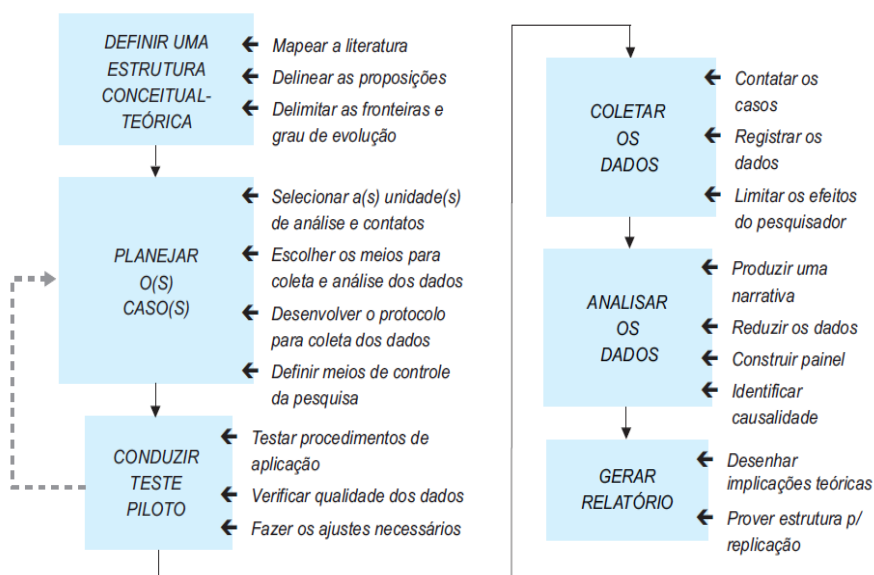 DEFINIR UMA
ESTRUTURA
CONCEITUAL-
TEÓRICA
Mapear a literatura
Delinear as proposições
Delimitar as fronteiras e
grau de evolução
PLANEJAR
O(S)
CASO(S)
Selecionar a(s) unidade(s)
de análise e contatos
Escolher os meios para
coleta e análise dos dados
Desenvolver o protocolo
para coleta dos dados
Definir meios de controle
da pesquisa
CONDUZIR
TESTE
PILOTO
Testar procedimentos de
aplicação
Verificar qualidade dos dados
Fazer os ajustes necessários
COLETAR
OS
DADOS
Contatar os
casos
Registrar os
dados
Limitar os efeitos
do pesquisador
ANALISAR
OS
DADOS
Produzir uma
narrativa
Reduzir os dados
Construir painel
Identificar
causalidade
GERAR
RELATÓRIO
Desenhar
implicações teóricas
Prover estrutura p/
replicação